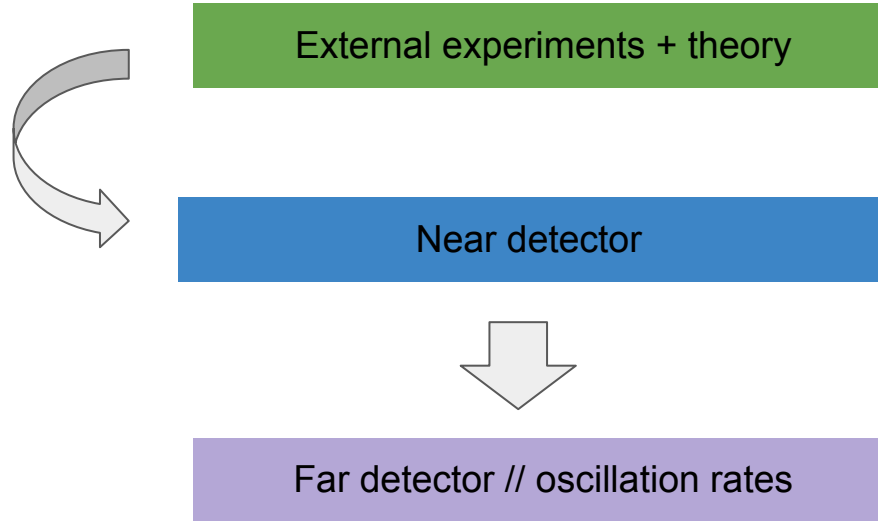 External experiments + theory
Near detector
Far detector // oscillation rates